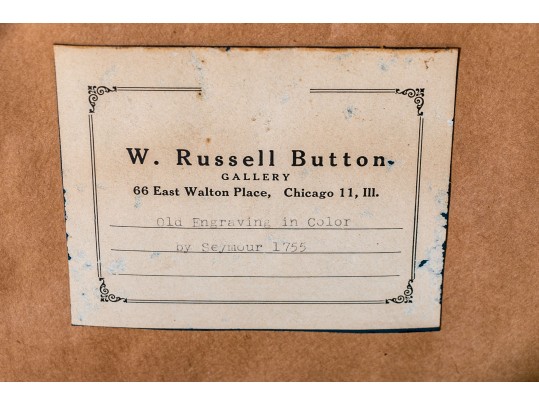 W. Russell Button
GALLERY
66 East Walton Place, Chicago 11, Ill.
Old Engraving in Color
by Seymour 1755